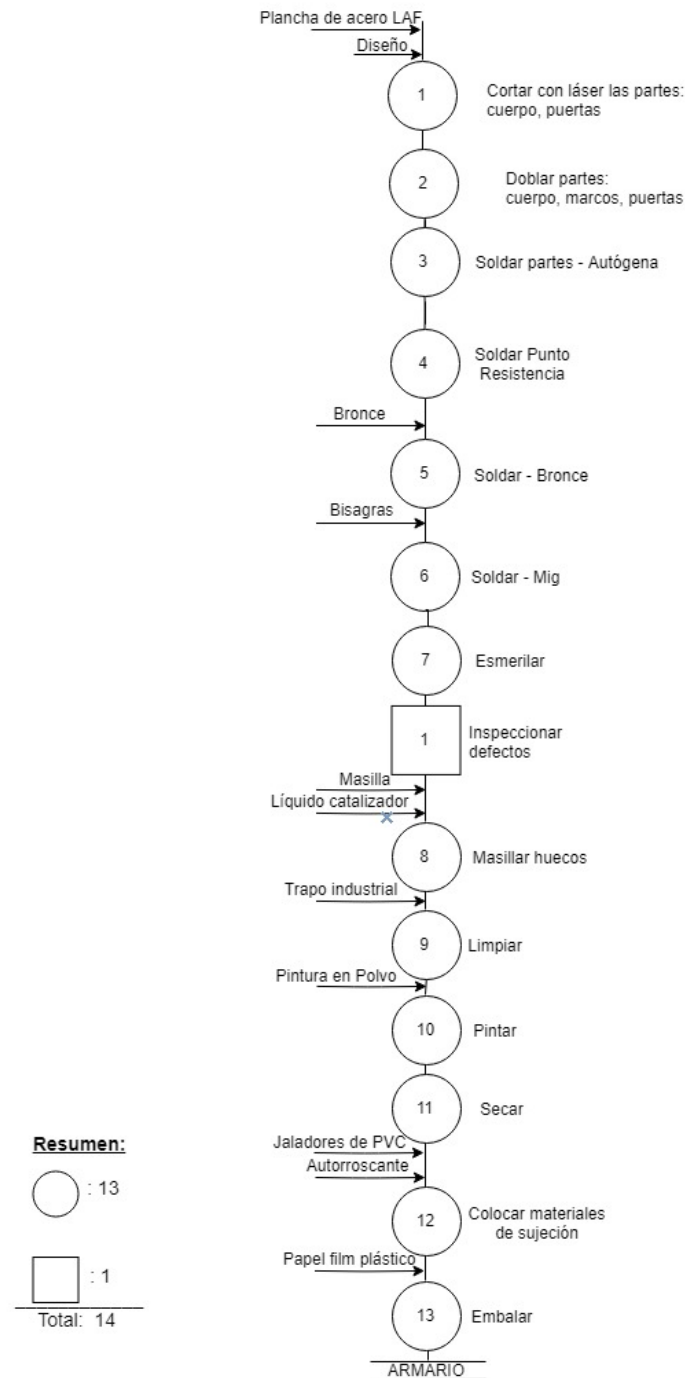 Plancha de acero LAF
Diseño
1
Cortar con láser las partes:
cuerpo, puertas
2
Doblar partes:
cuerpo, marcos, puertas
3
Soldar partes - Autógena
4
Soldar Punto
Resistencia
Bronce
5
Soldar - Bronce
Bisagras
6
Soldar - Mig
7
Esmerilar
1
Inspeccionar
defectos
Masilla
Líquido catalizador
8
Masillar huecos
Trapo industrial
9
Limpiar
Pintura en Polvo
10
Pintar
11
Secar
Jaladores de PVC
Autorroscante
12
Colocar materiales
de sujeción
Papel film plástico
13
Embalar
ARMARIO
Resumen:
: 13
: 1
Total: 14